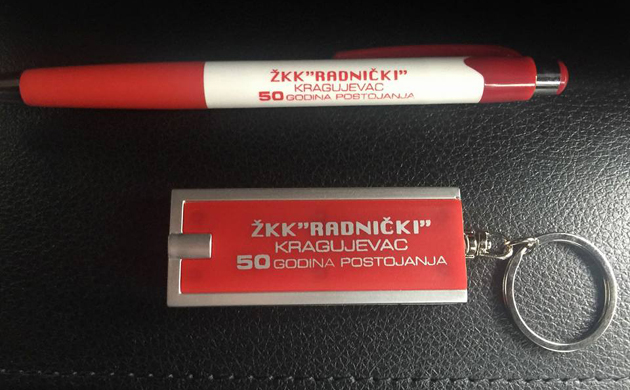 ŽKK"RADNIČKI"
KRAGUJEVAC
50 GODINA POSTOJANJA
ŽKK"RADNIČKI"
KRAGUJEVAC
50 GODINA POSTOJANJA